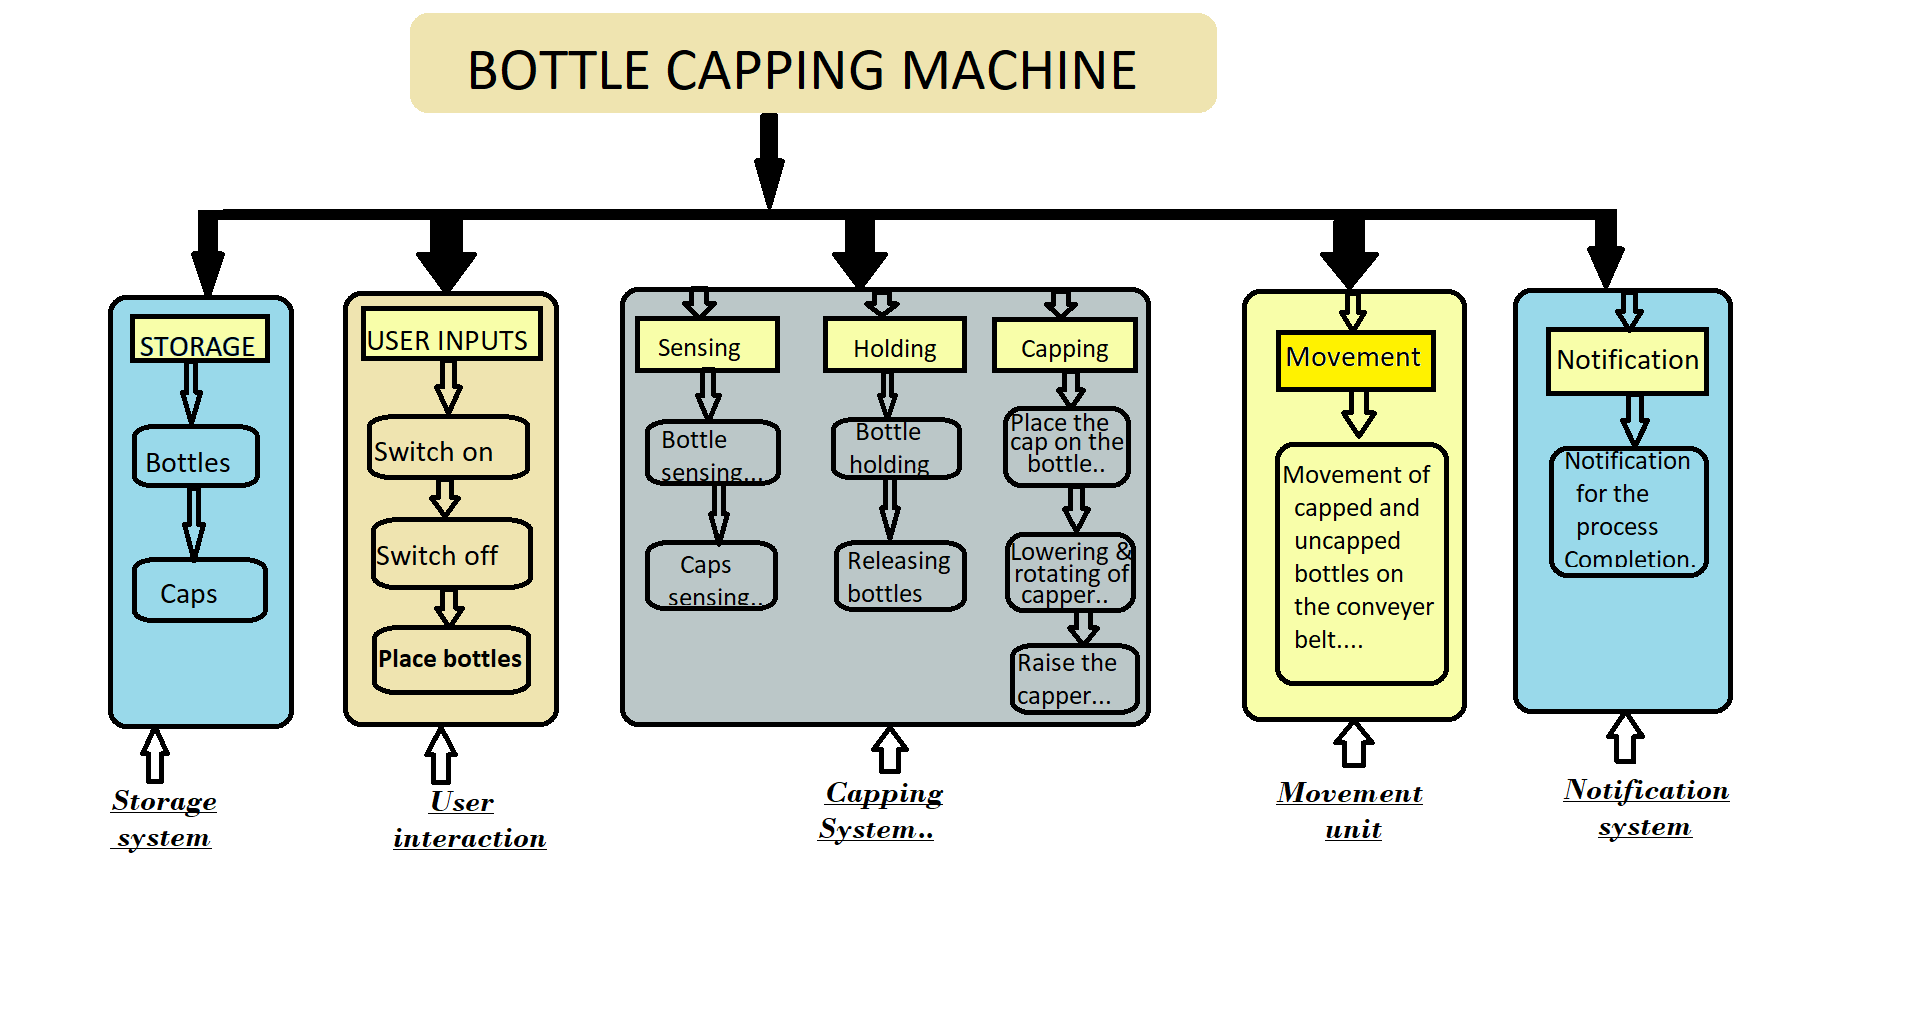 BOTTLE CAPPING MACHINE
STORAGE
Bottles
Caps
USER INPUTS
Switch on
Switch off
Place bottles
Sensing
Bottle
sensing...
Caps
sensing..
Holding
Bottle
holding
Releasing
bottles
Capping
Place the
cap on the
bottle..
Lowering &
rotating of
capper..
Raise the
capper...
Movement
Movement of
capped and
uncapped
bottles on
the conveyer
belt....
Notification
Notification
for the
process
Completion.
Storage
system
User
interaction
Capping
System..
Movement
unit
Notification
system